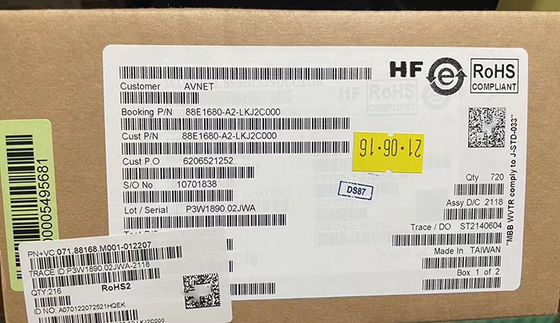 HF e RoHS
COMPLIANT
Customer AVNET
Booking P/N 88E1680-A2-LKJ2C000
Cust P/N 88E1680-A2-LKJ2C000
Cust P.O 6206521252
S/O No 10701838
Lot / Serial P3W1890.02JWA
21.06.16
DS87
Qty 720
Assy D/C 2118
Trace / DO ST2140604
Made In TAIWAN
Box 1 of 2
"MBB WVTR comply to J-STD-033"
0005495681
PN+VC 071.88168.M001-012207
TRACE ID:P3W1890.02JWA-2118
QTY:216 RoHS2
ID NO. A070122072521HQEK